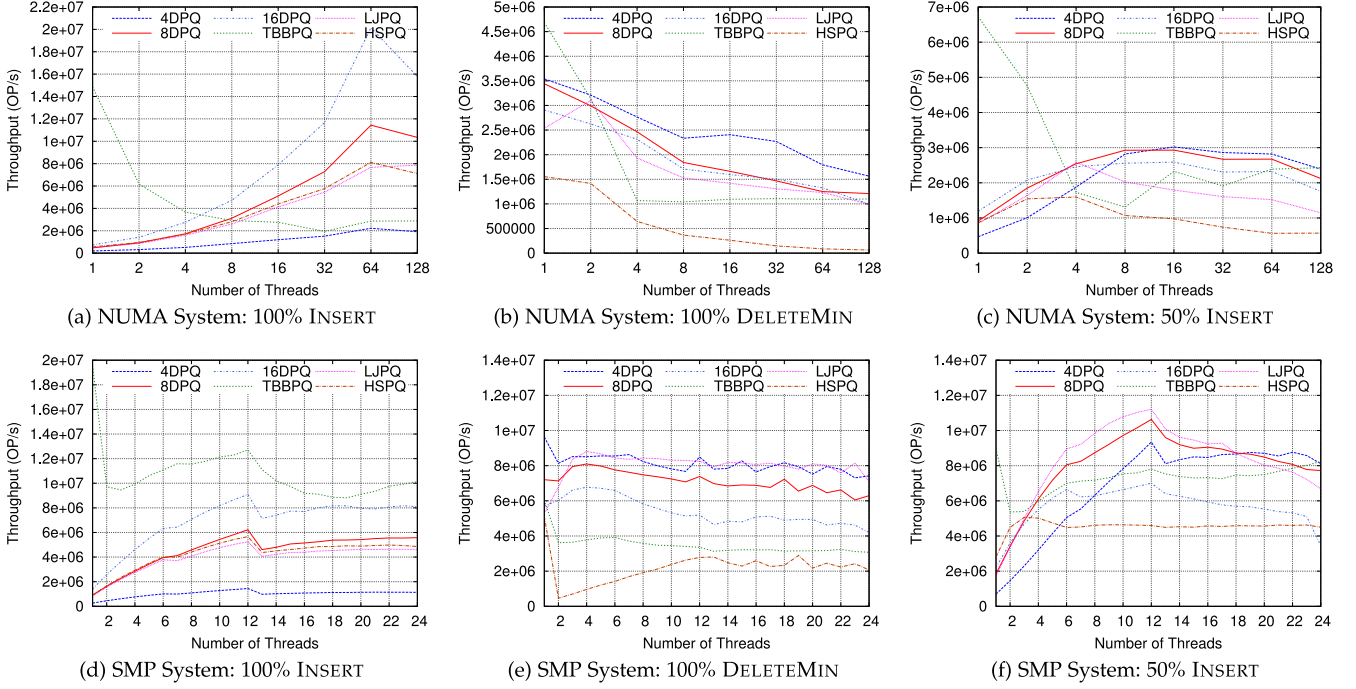 2.2e+07
2e+07
1.8e+07
1.6e+07
1.4e+07
1.2e+07
1e+07
8e+06
6e+06
4e+06
2e+06
0
Throughput (OP/s)
4DPQ 16DPQ LJPQ
8DPQ TBBPQ HSPQ
1 2 4 8 16 32 64 128
Number of Threads
(a) NUMA System: 100% INSERT
5e+06
4.5e+06
4e+06
3.5e+06
3e+06
2.5e+06
2e+06
1.5e+06
1e+06
500000
0
Throughput (OP/s)
4DPQ 16DPQ LJPQ
8DPQ TBBPQ HSPQ
1 2 4 8 16 32 64 128
Number of Threads
(b) NUMA System: 100% DELETEMIN
7e+06
6e+06
5e+06
4e+06
3e+06
2e+06
1e+06
0
Throughput (OP/s)
4DPQ 16DPQ LJPQ
8DPQ TBBPQ HSPQ
1 2 4 8 16 32 64 128
Number of Threads
(c) NUMA System: 50% INSERT
2e+07
1.8e+07
1.6e+07
1.4e+07
1.2e+07
1e+07
8e+06
6e+06
4e+06
2e+06
0
Throughput (OP/s)
4DPQ 16DPQ LJPQ
8DPQ TBBPQ HSPQ
2 4 6 8 10 12 14 16 18 20 22 24
Number of Threads
(d) SMP System: 100% INSERT
1.4e+07
1.2e+07
1e+07
8e+06
6e+06
4e+06
2e+06
0
Throughput (OP/s)
4DPQ 16DPQ LJPQ
8DPQ TBBPQ HSPQ
2 4 6 8 10 12 14 16 18 20 22 24
Number of Threads
(e) SMP System: 100% DELETEMIN
1.4e+07
1.2e+07
1e+07
8e+06
6e+06
4e+06
2e+06
0
Throughput (OP/s)
4DPQ 16DPQ LJPQ
8DPQ TBBPQ HSPQ
2 4 6 8 10 12 14 16 18 20 22 24
Number of Threads
(f) SMP System: 50% INSERT